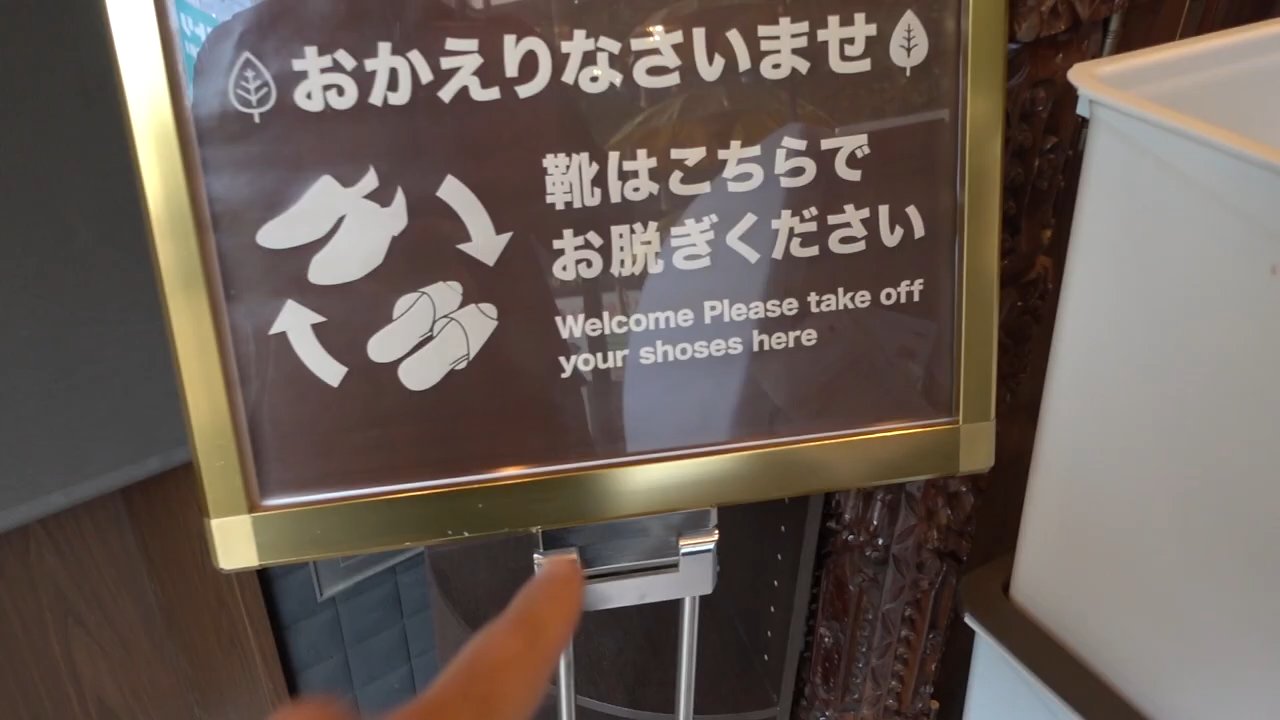 おかえりなさいませ
靴はこちらで
お脱ぎください
Welcome Please take off
your shoses here